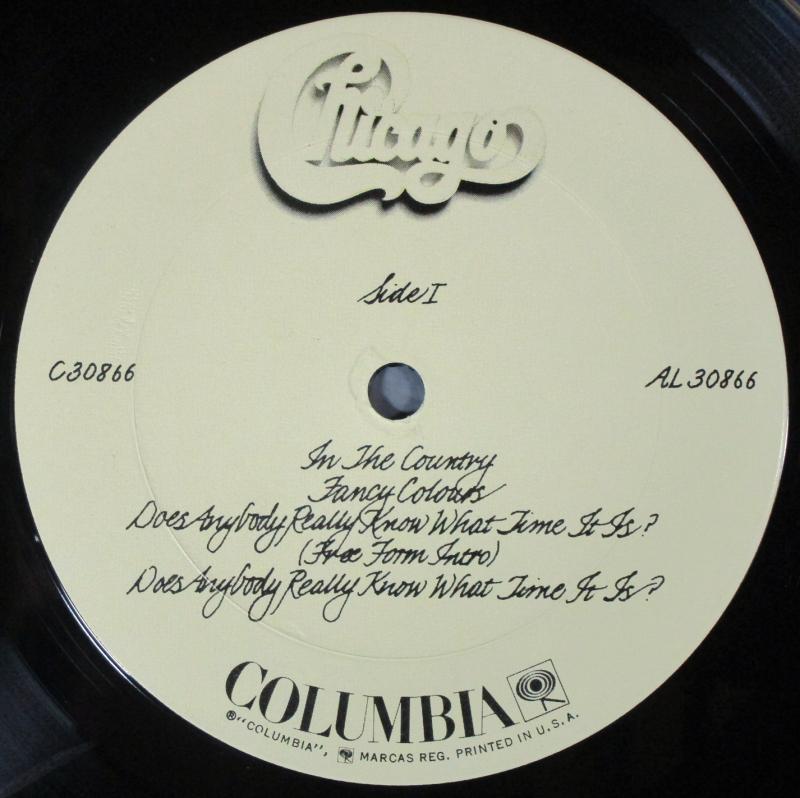 Chicago
Side I
C30866
AL 30866
In The Country
Fancy Colours
Does Anybody Really Know What Time It Is?
(Free Form Intro)
Does Anybody Really Know What Time It Is?
COLUMBIA
®"COLUMBIA", MARCAS REG. PRINTED IN U.S.A.